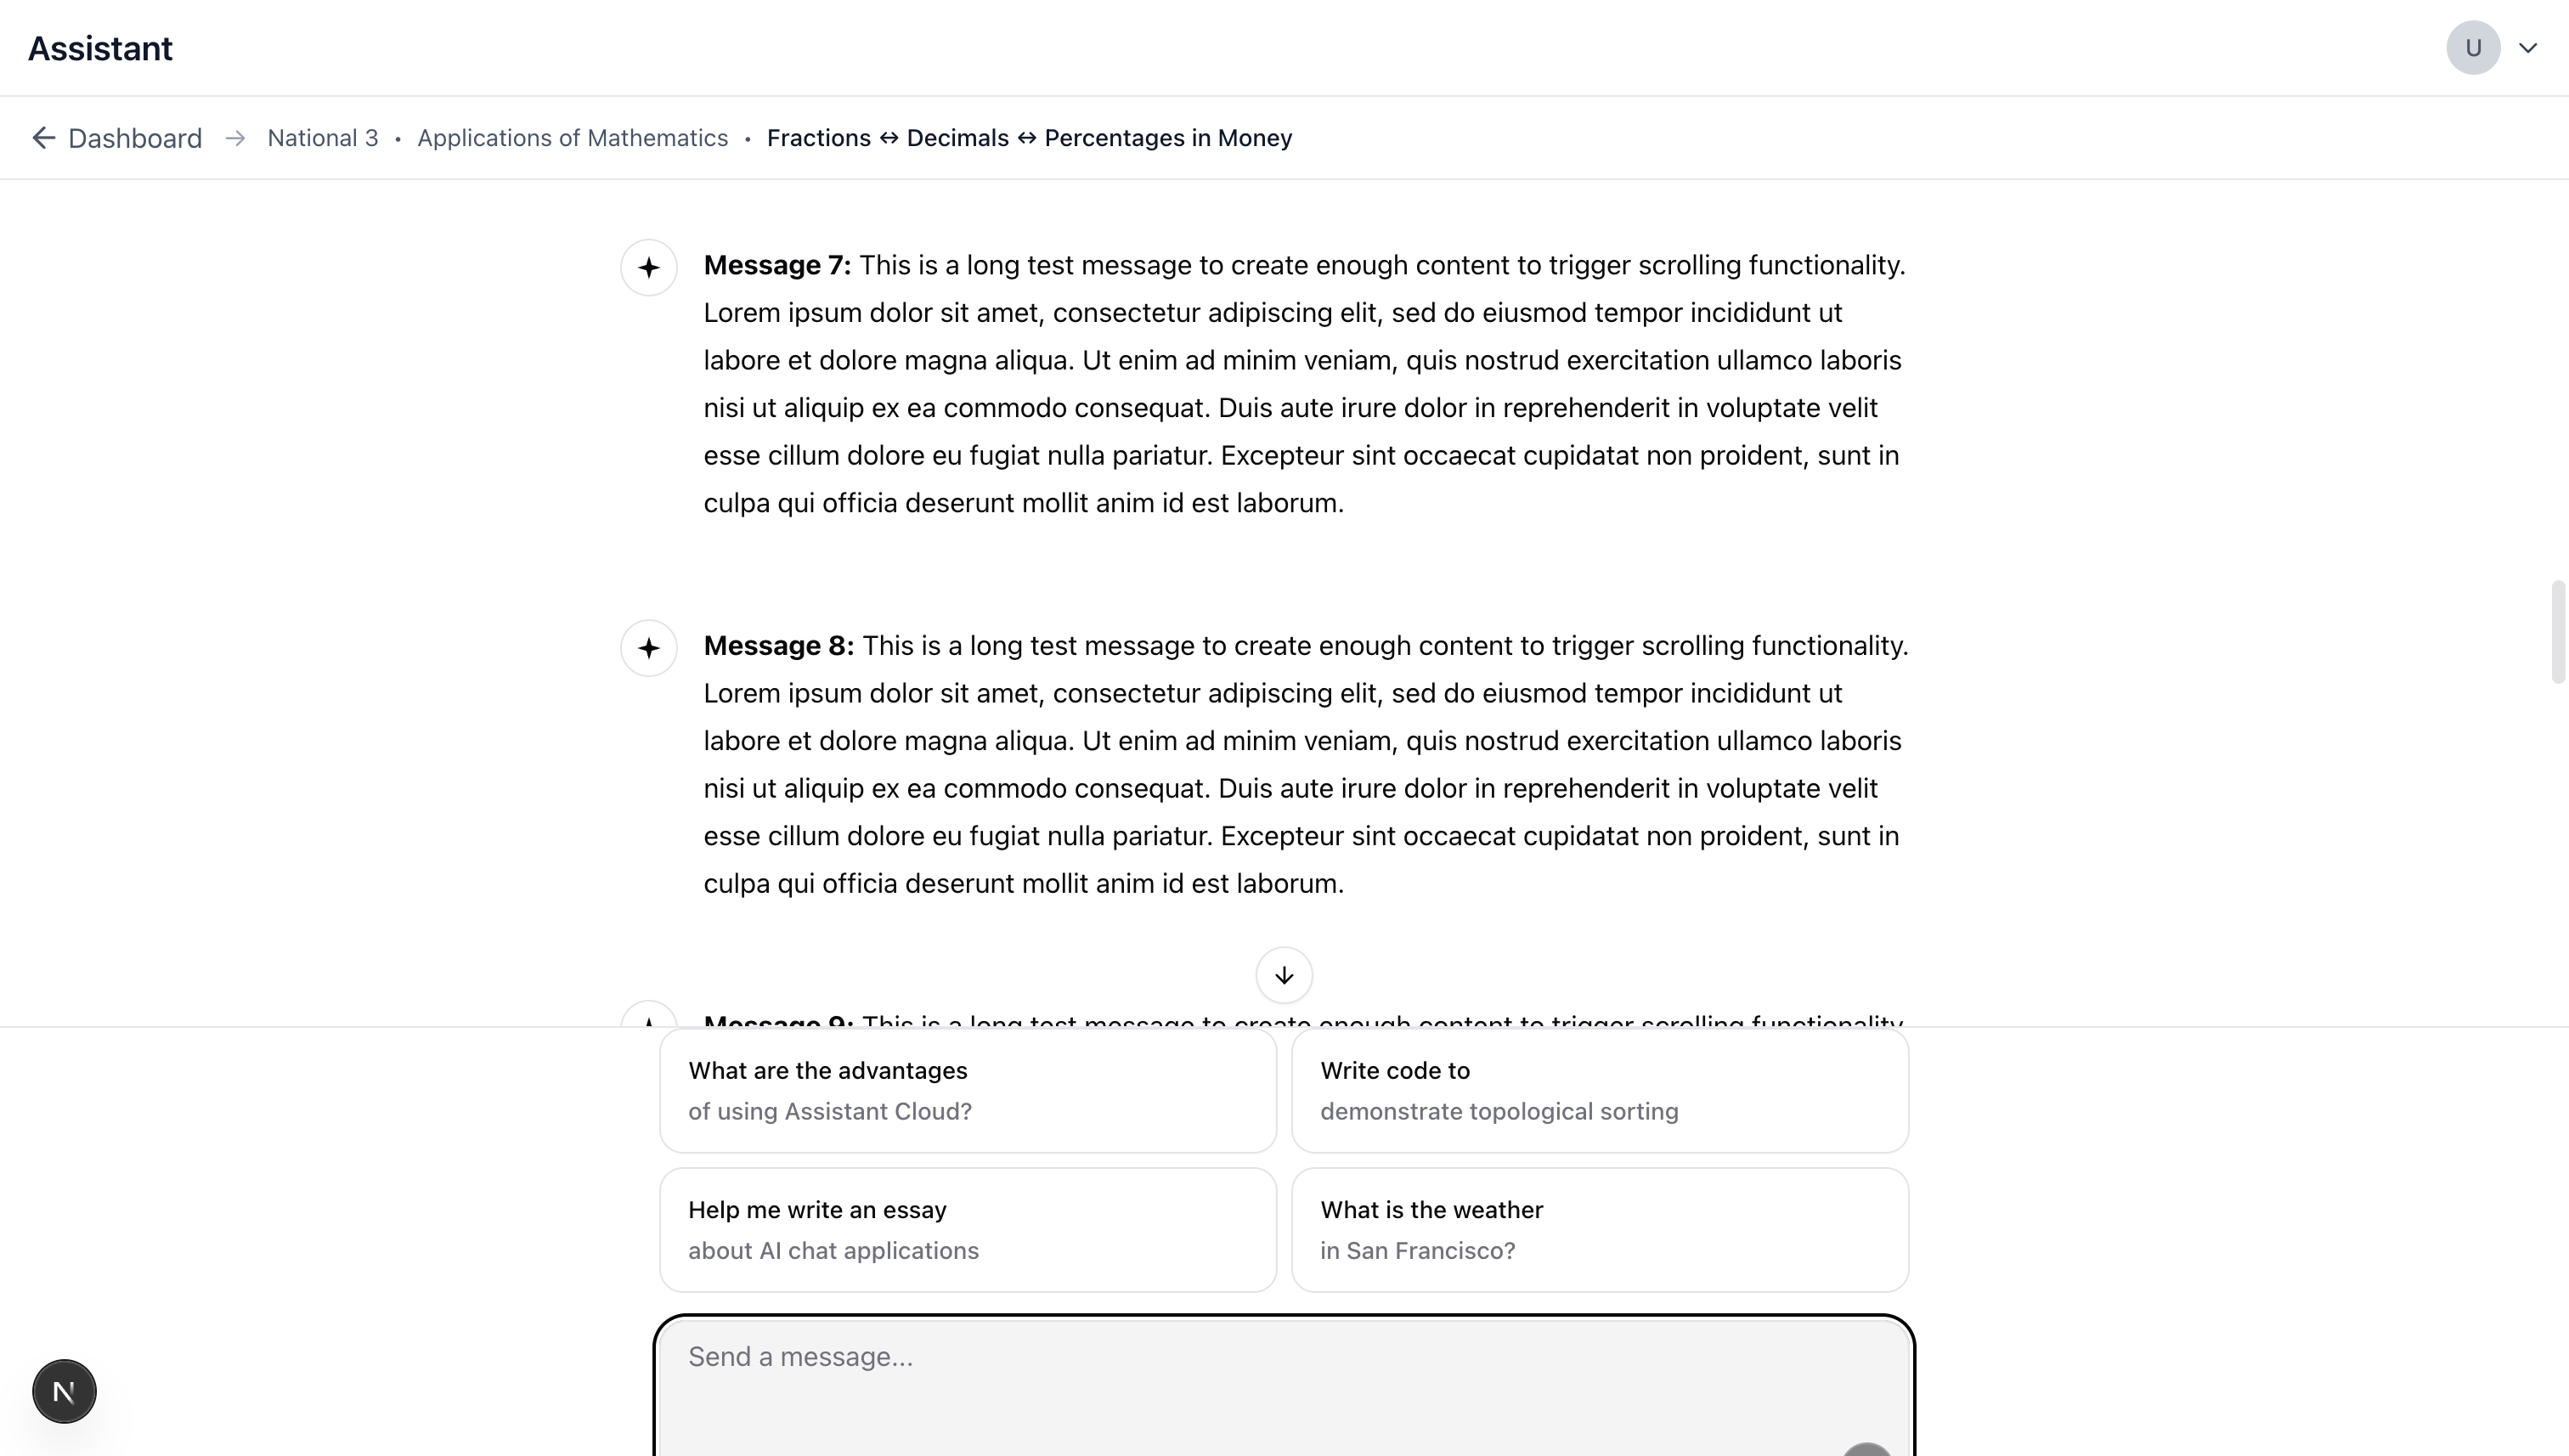 Assistant
U
Dashboard → National 3 • Applications of Mathematics • Fractions ↔ Decimals ↔ Percentages in Money
Message 7: This is a long test message to create enough content to trigger scrolling functionality.
Lorem ipsum dolor sit amet, consectetur adipiscing elit, sed do eiusmod tempor incididunt ut
labore et dolore magna aliqua. Ut enim ad minim veniam, quis nostrud exercitation ullamco laboris
nisi ut aliquip ex ea commodo consequat. Duis aute irure dolor in reprehenderit in voluptate velit
esse cillum dolore eu fugiat nulla pariatur. Excepteur sint occaecat cupidatat non proident, sunt in
culpa qui officia deserunt mollit anim id est laborum.
Message 8: This is a long test message to create enough content to trigger scrolling functionality.
Lorem ipsum dolor sit amet, consectetur adipiscing elit, sed do eiusmod tempor incididunt ut
labore et dolore magna aliqua. Ut enim ad minim veniam, quis nostrud exercitation ullamco laboris
nisi ut aliquip ex ea commodo consequat. Duis aute irure dolor in reprehenderit in voluptate velit
esse cillum dolore eu fugiat nulla pariatur. Excepteur sint occaecat cupidatat non proident, sunt in
culpa qui officia deserunt mollit anim id est laborum.
Message 9: This is a long test message to create enough content to trigger scrolling functionality
What are the advantages
of using Assistant Cloud?
Write code to
demonstrate topological sorting
Help me write an essay
about AI chat applications
What is the weather
in San Francisco?
Send a message...
N